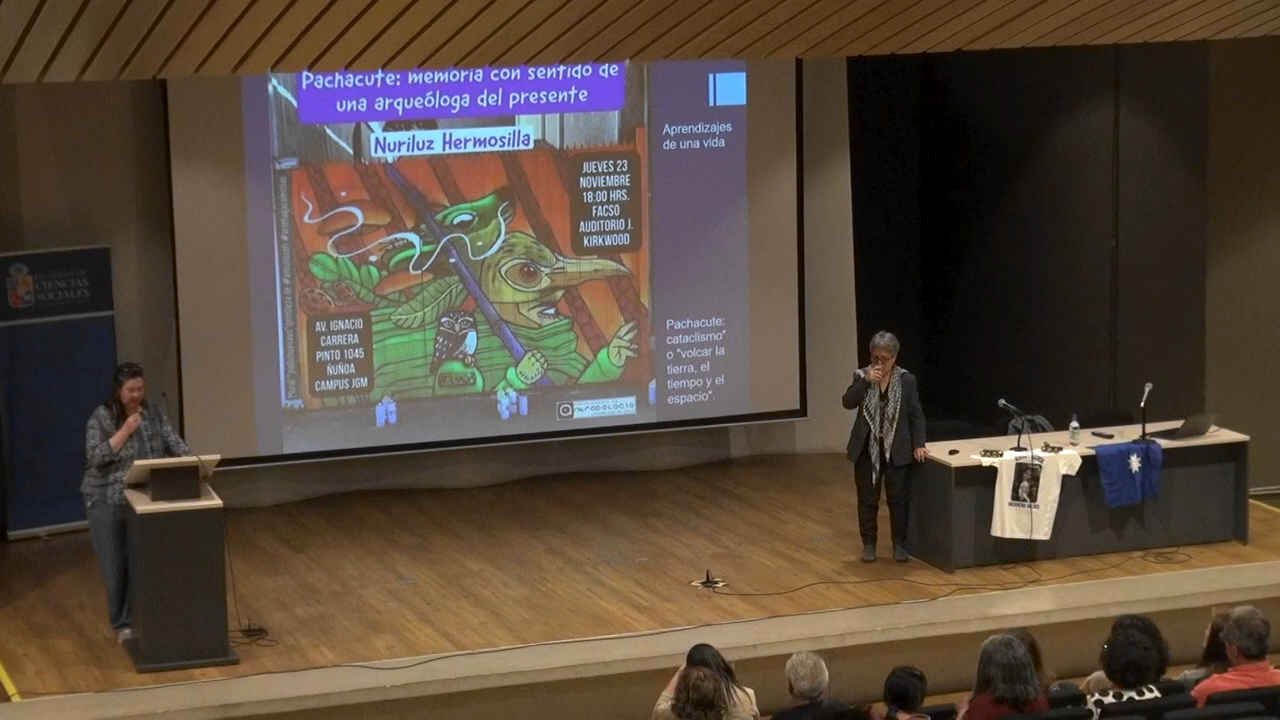 Pachacute: memoria con sentido de
una arqueóloga del presente
Nuriluz Hermosilla
JUEVES 23
NOVIEMBRE
18:00 HRS.
FACSO
AUDITORIO J.
KIRKWOOD
AV. IGNACIO
CARRERA
PINTO 1045
ÑUÑOA
CAMPUS JGM
Aprendizajes
de una vida
Pachacute:
cataclismo"
o "volcar la
tierra, el
tiempo y el
espacio".
CIENCIAS
SOCIALES